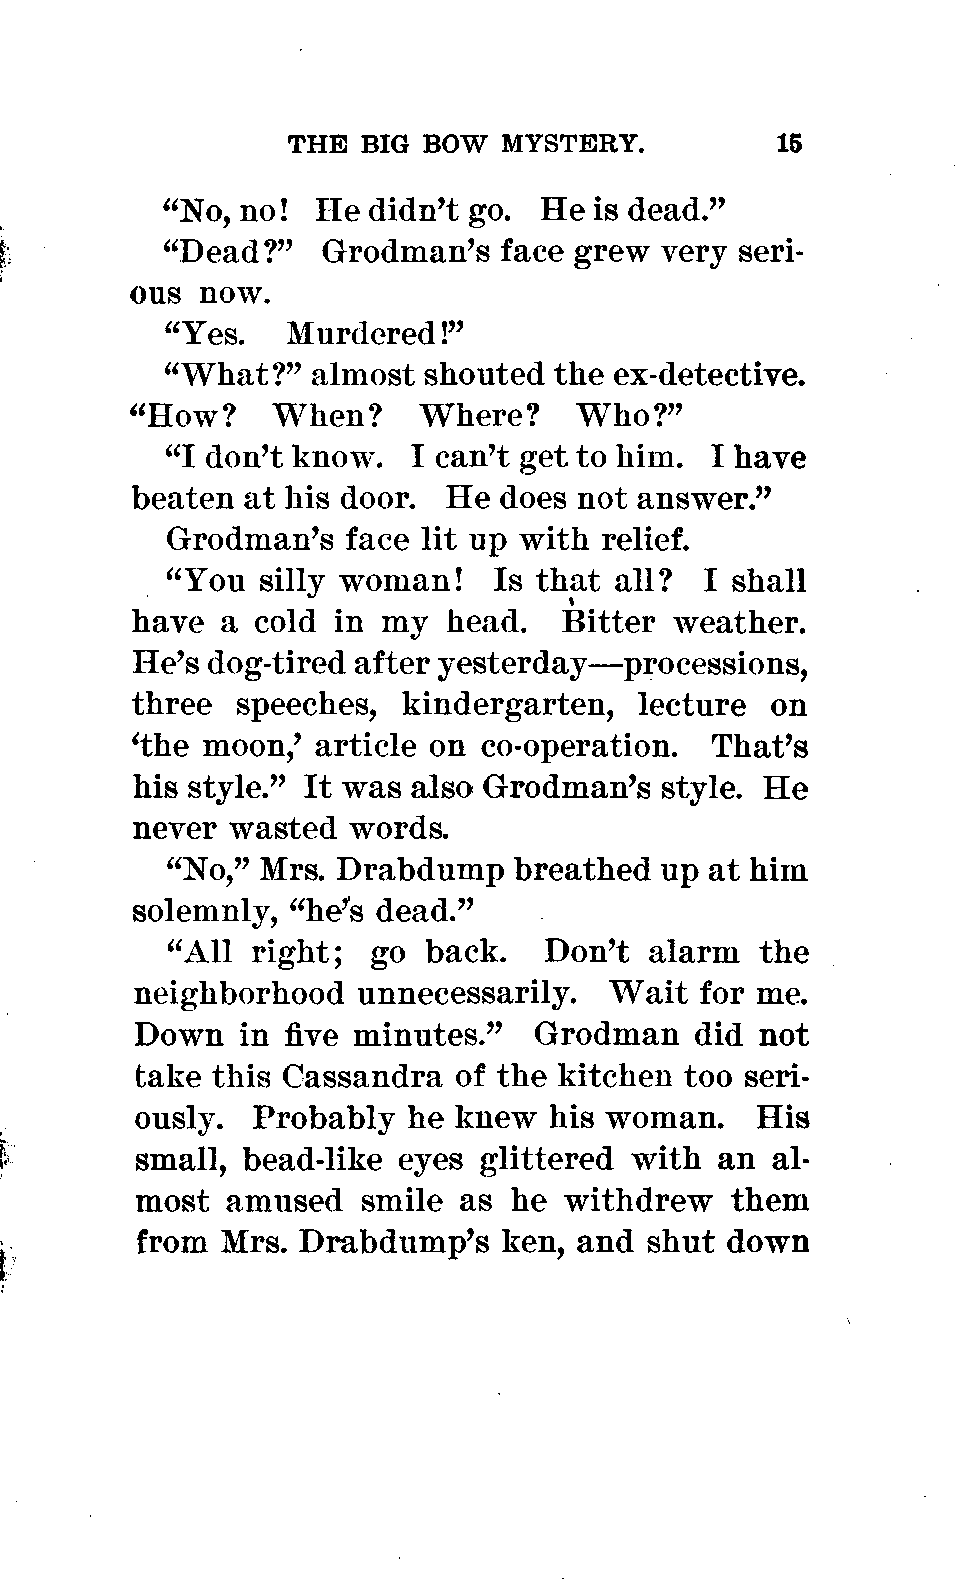 THE BIG BOW MYSTERY. 15
“No, no! He didn’t go. He is dead.”
“Dead?” Grodman’s face grew very seri-
ous now.
“Yes. Murdered!”
“What?” almost shouted the ex-detective.
“How? When? Where? Who?”
“I don’t know. I can’t get to him. I have
beaten at his door. He does not answer.”
Grodman’s face lit up with relief.
“You silly woman! Is that all? I shall
have a cold in my head. Bitter weather.
He’s dog-tired after yesterday—processions,
three speeches, kindergarten, lecture on
‘the moon,’ article on co-operation. That’s
his style.” It was also Grodman’s style. He
never wasted words.
“No,” Mrs. Drabdump breathed up at him
solemnly, “he’s dead.”
“All right; go back. Don’t alarm the
neighborhood unnecessarily. Wait for me.
Down in five minutes.” Grodman did not
take this Cassandra of the kitchen too seri-
ously. Probably he knew his woman. His
small, bead-like eyes glittered with an al-
most amused smile as he withdrew them
from Mrs. Drabdump’s ken, and shut down